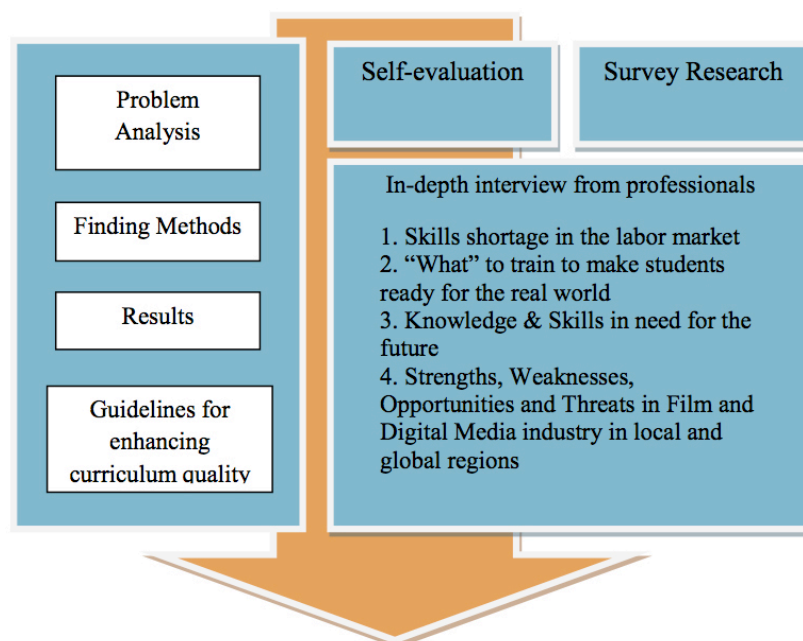 Problem
Analysis
Finding Methods
Results
Guidelines for
enhancing
curriculum quality
Self-evaluation
Survey Research
In-depth interview from professionals
1. Skills shortage in the labor market
2. “What” to train to make students
ready for the real world
3. Knowledge & Skills in need for the
future
4. Strengths, Weaknesses,
Opportunities and Threats in Film and
Digital Media industry in local and
global regions